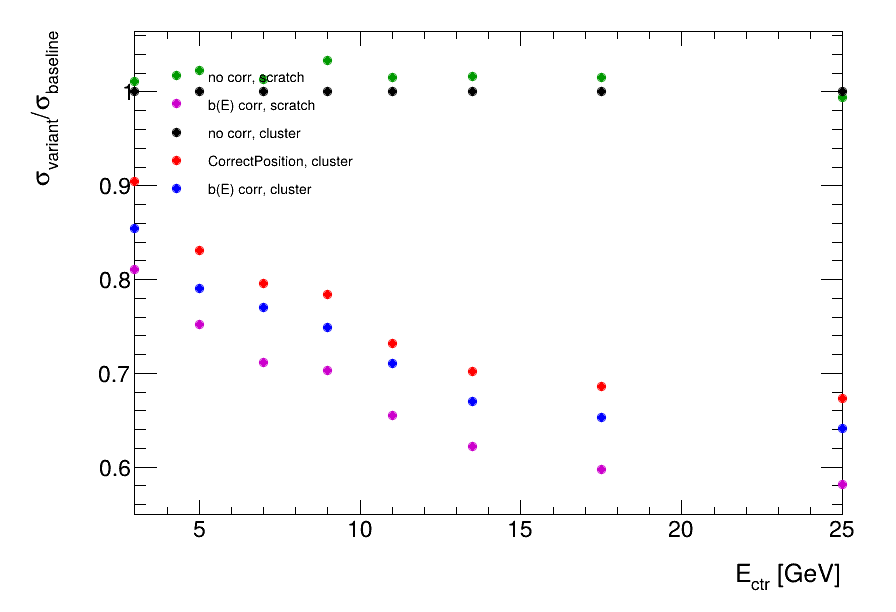 σvariant/σbaseline
no corr, scratch
b(E) corr, scratch
no corr, cluster
CorrectPosition, cluster
b(E) corr, cluster
1
0.9
0.8
0.7
0.6
5 10 15 20 25
Ectr [GeV]